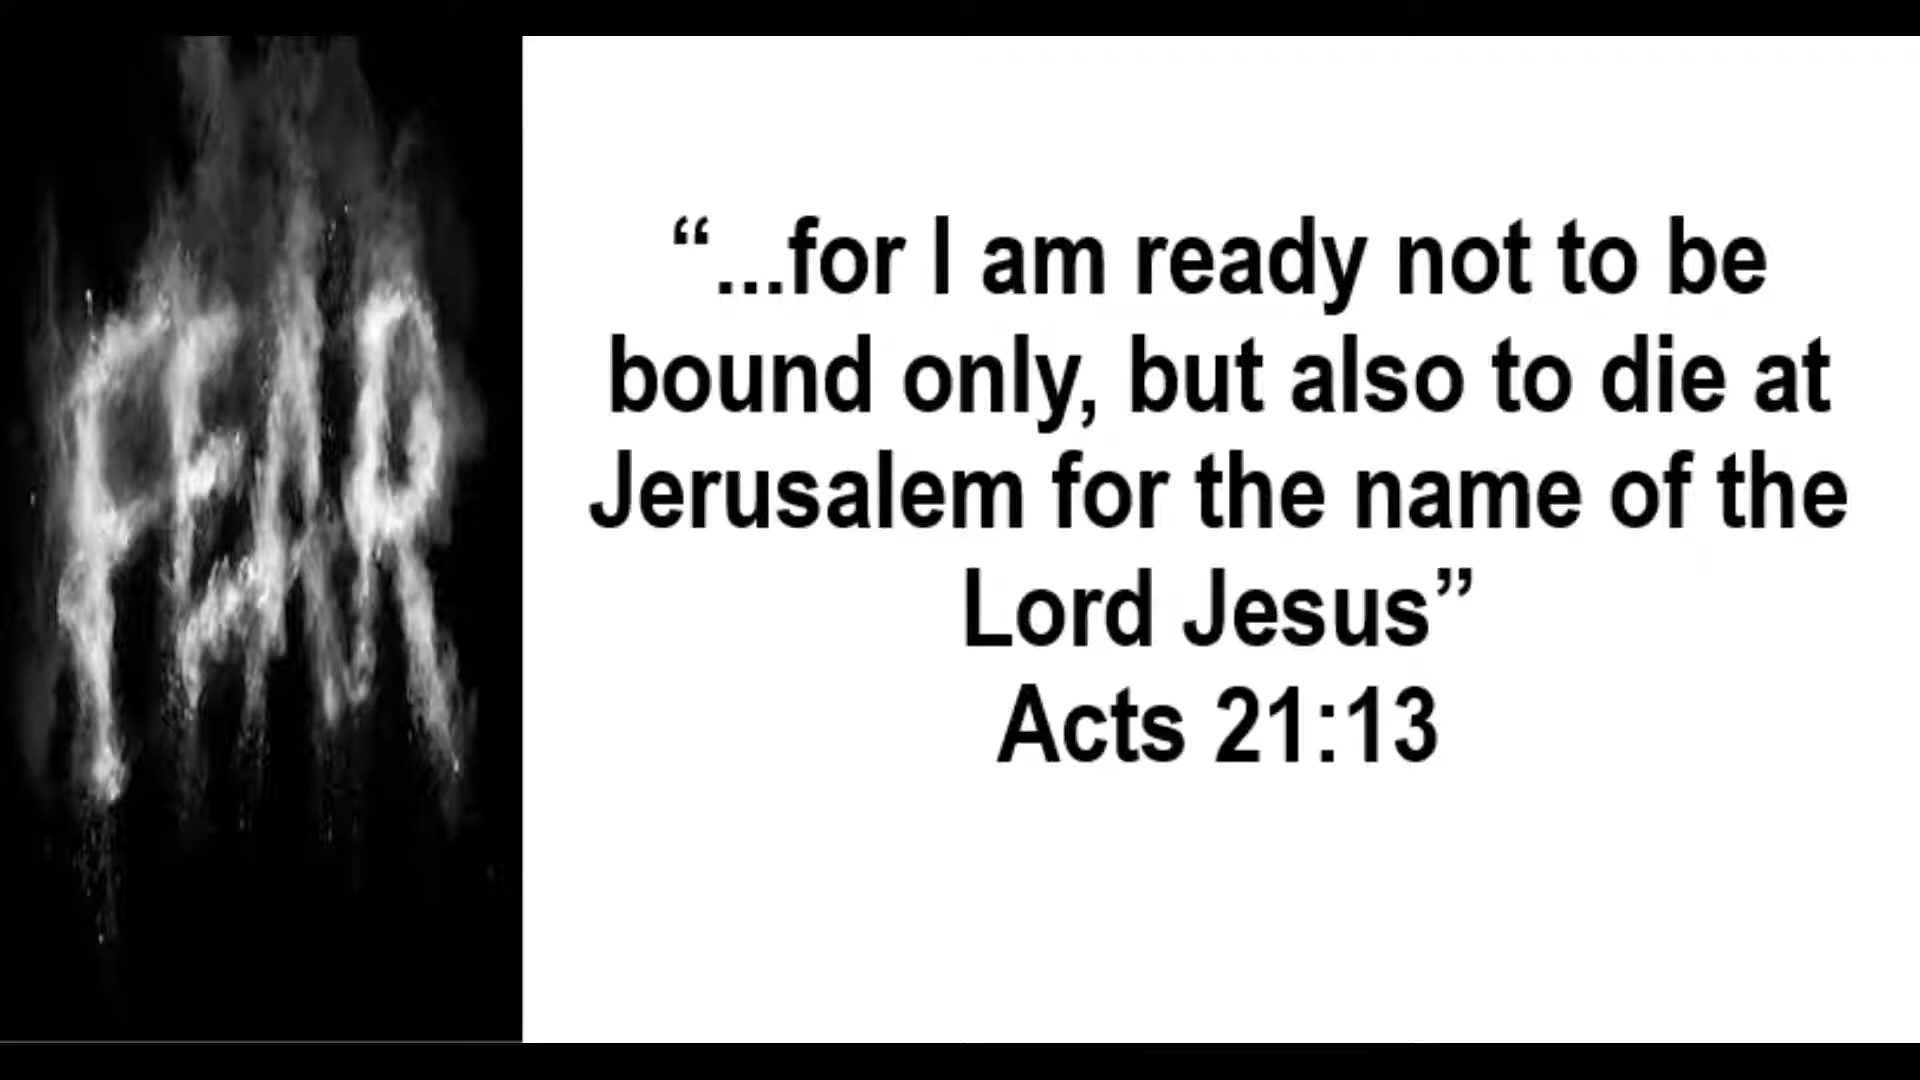 FEAR
“...for I am ready not to be
bound only, but also to die at
Jerusalem for the name of the
Lord Jesus”
Acts 21:13